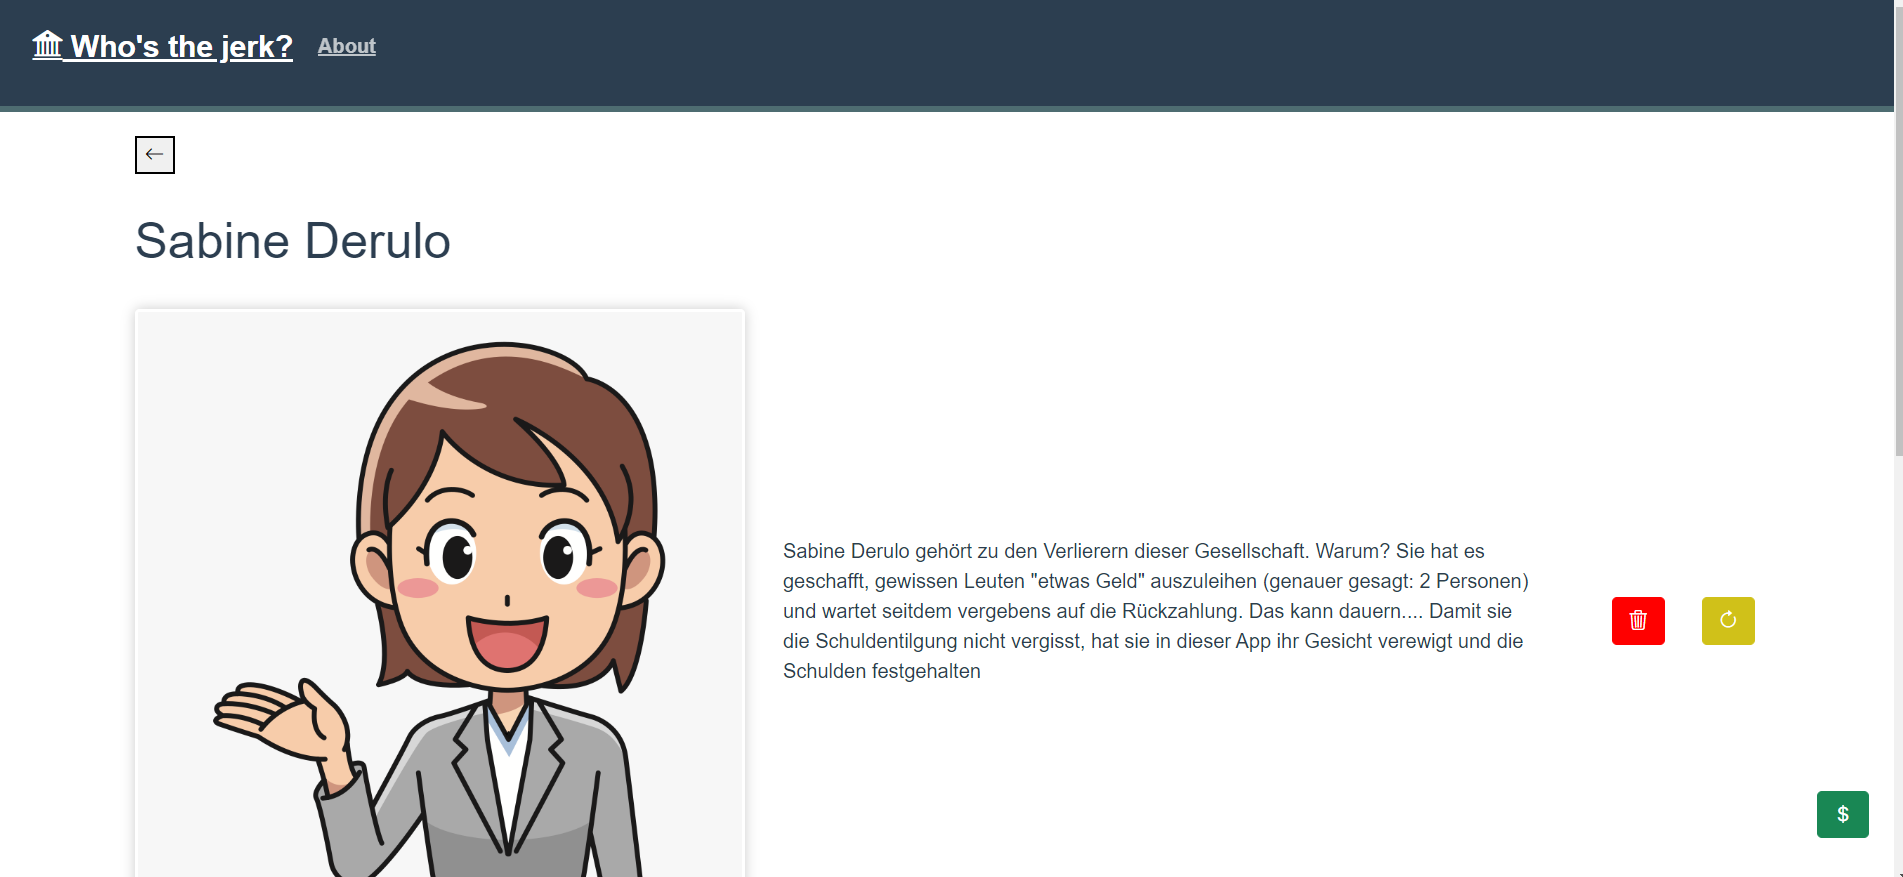 Who's the jerk? About
Sabine Derulo
Sabine Derulo gehört zu den Verlierern dieser Gesellschaft. Warum? Sie hat es
geschafft, gewissen Leuten "etwas Geld" auszuleihen (genauer gesagt: 2 Personen)
und wartet seitdem vergebens auf die Rückzahlung. Das kann dauern.... Damit sie
die Schuldentilgung nicht vergisst, hat sie in dieser App ihr Gesicht verewigt und die
Schulden festgehalten
$